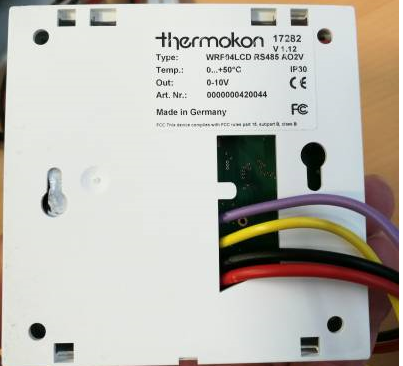 thermokon 17282
V 1.12
Type: WRF04LCD RS485 AO2V
Temp.: 0...+50°C IP30
Out: 0-10V CE
Art. Nr.: 0000000420044
Made in Germany FC
FCC This device complies with FCC rules part 15, subpart B, class B